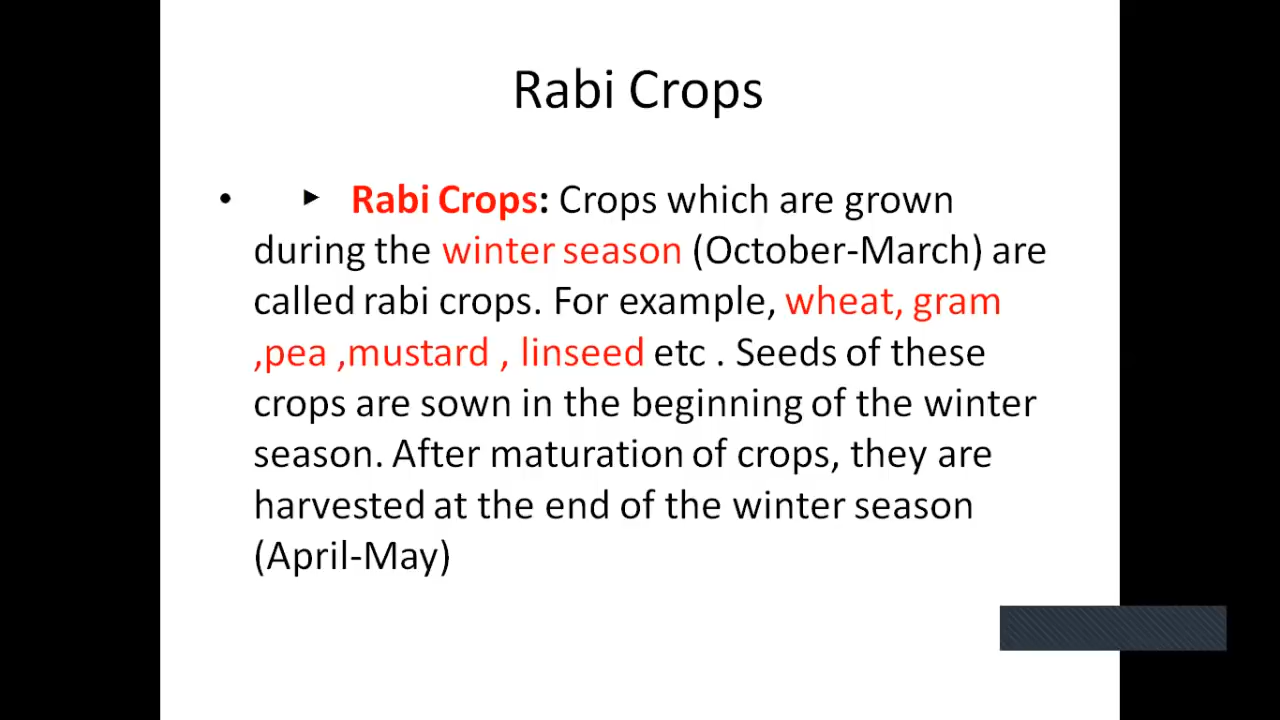 Rabi Crops
• ► Rabi Crops: Crops which are grown
during the winter season (October-March) are
called rabi crops. For example, wheat, gram
,pea ,mustard , linseed etc . Seeds of these
crops are sown in the beginning of the winter
season. After maturation of crops, they are
harvested at the end of the winter season
(April-May)